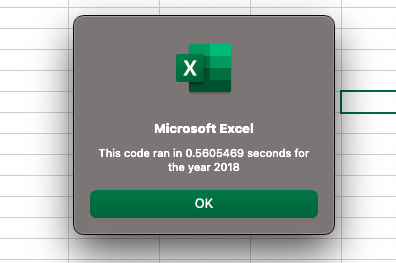 X
Microsoft Excel
This code ran in 0.5605469 seconds for
the year 2018
OK